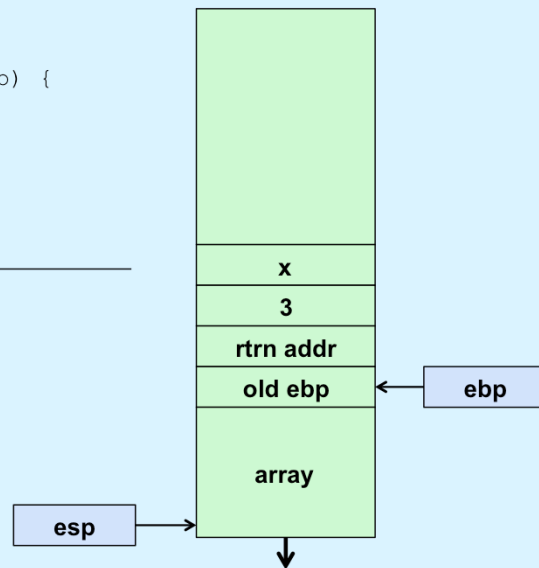 ) {
x
3
rtrn addr
old ebp
ebp
array
esp